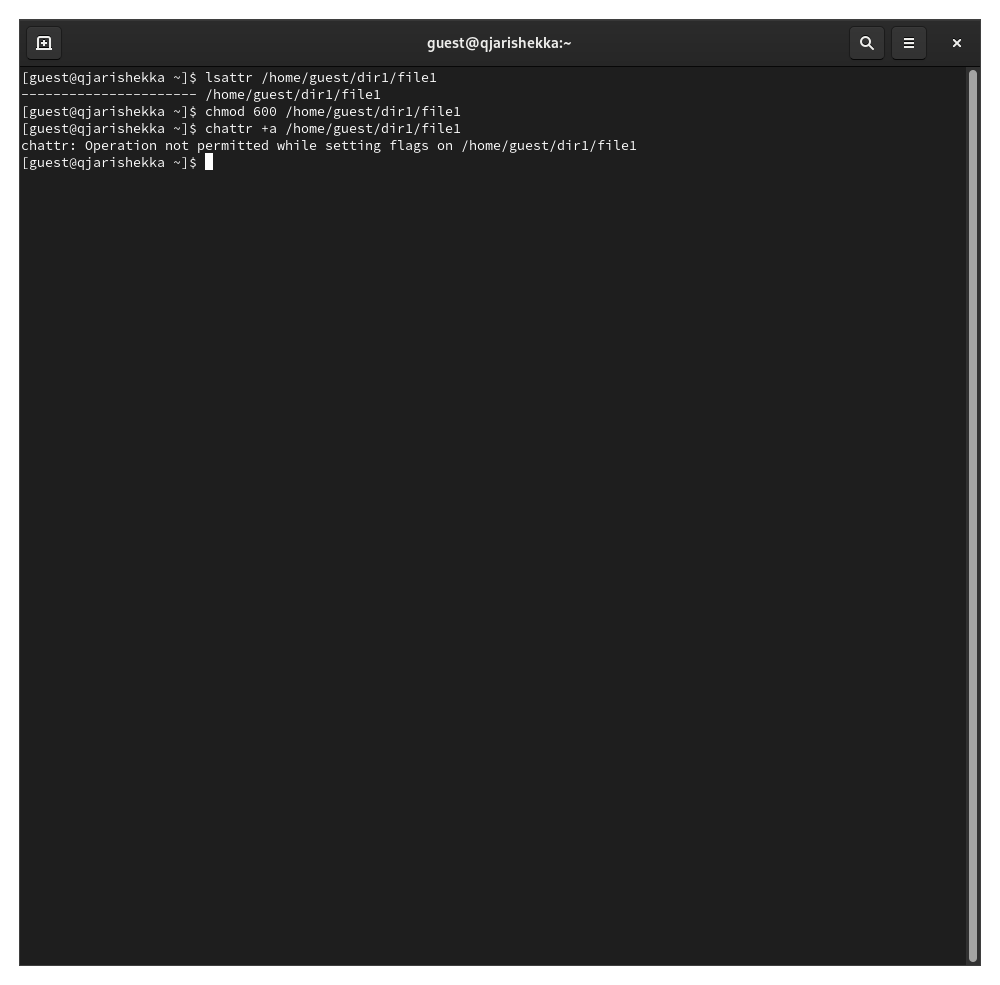 guest@qjarishekka:~
[guest@qjarishekka ~]$ lsattr /home/guest/dir1/file1
---------------------- /home/guest/dir1/file1
[guest@qjarishekka ~]$ chmod 600 /home/guest/dir1/file1
[guest@qjarishekka ~]$ chattr +a /home/guest/dir1/file1
chattr: Operation not permitted while setting flags on /home/guest/dir1/file1
[guest@qjarishekka ~]$